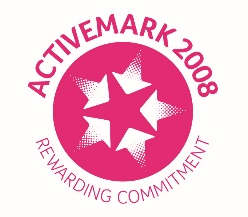 ACTIVEMARK 2008
REWARDING COMMITMENT